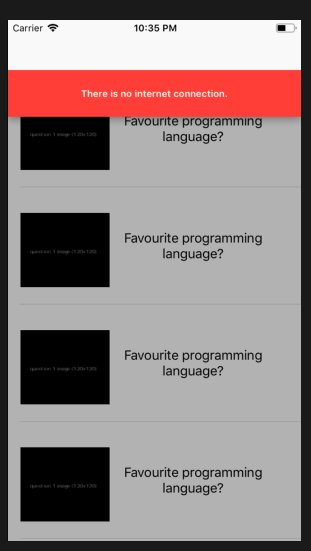 Carrier 10:35 PM
There is no internet connection.
Favourite programming
language?
question 1 image (120x120)
Favourite programming
language?
question 1 image (120x120)
Favourite programming
language?
question 1 image (120x120)
Favourite programming
language?
question 1 image (120x120)